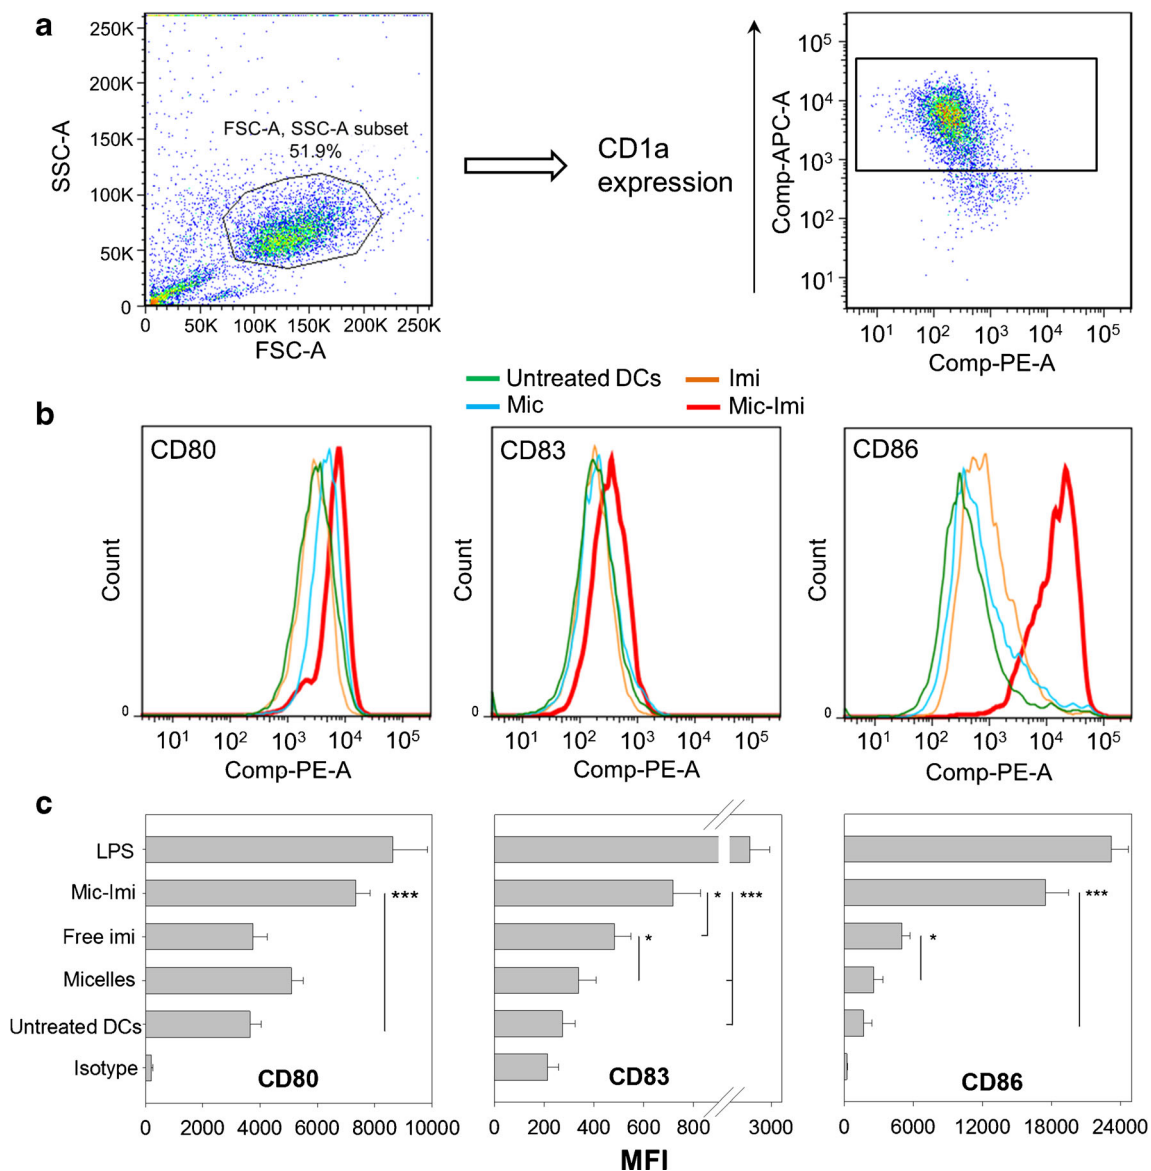 a
250K
200K
150K
100K
50K
0
SSC-A
FSC-A, SSC-A subset
51.9%
0 50K 100K 150K 200K 250K
FSC-A
CD1a
expression
10⁵
10⁴
10³
10²
10¹
Comp-APC-A
10¹ 10² 10³ 10⁴ 10⁵
Comp-PE-A
Untreated DCs Imi
Mic Mic-Imi
b
CD80
Count
0
10¹ 10² 10³ 10⁴ 10⁵
Comp-PE-A
CD83
Count
0
10¹ 10² 10³ 10⁴ 10⁵
Comp-PE-A
CD86
Count
0
10¹ 10² 10³ 10⁴ 10⁵
Comp-PE-A
c
LPS
Mic-Imi
Free imi
Micelles
Untreated DCs
Isotype
***
CD80
0 2000 4000 6000 8000 10000
* ***
*
CD83
0 200 400 600 800 3000
***
*
CD86
0 6000 12000 18000 24000
MFI